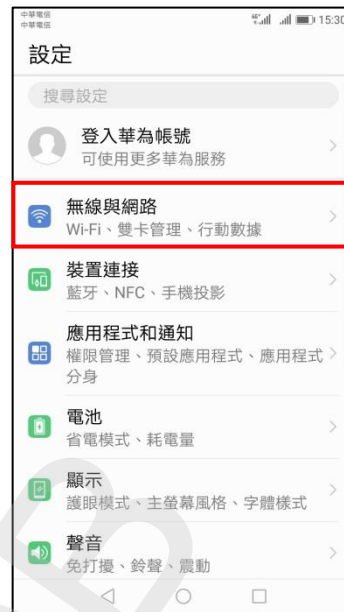 中華電信
中華電信
15:30
設定
搜尋設定
登入華為帳號
可使用更多華為服務
無線與網路
Wi-Fi、雙卡管理、行動數據
裝置連接
藍牙、NFC、手機投影
應用程式和通知
權限管理、預設應用程式、應用程式
分身
電池
省電模式、耗電量
顯示
護眼模式、主螢幕風格、字體樣式
聲音
免打擾、鈴聲、震動